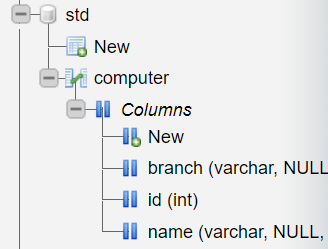 std
New
computer
Columns
New
branch (varchar, NULL
id (int)
name (varchar, NULL,